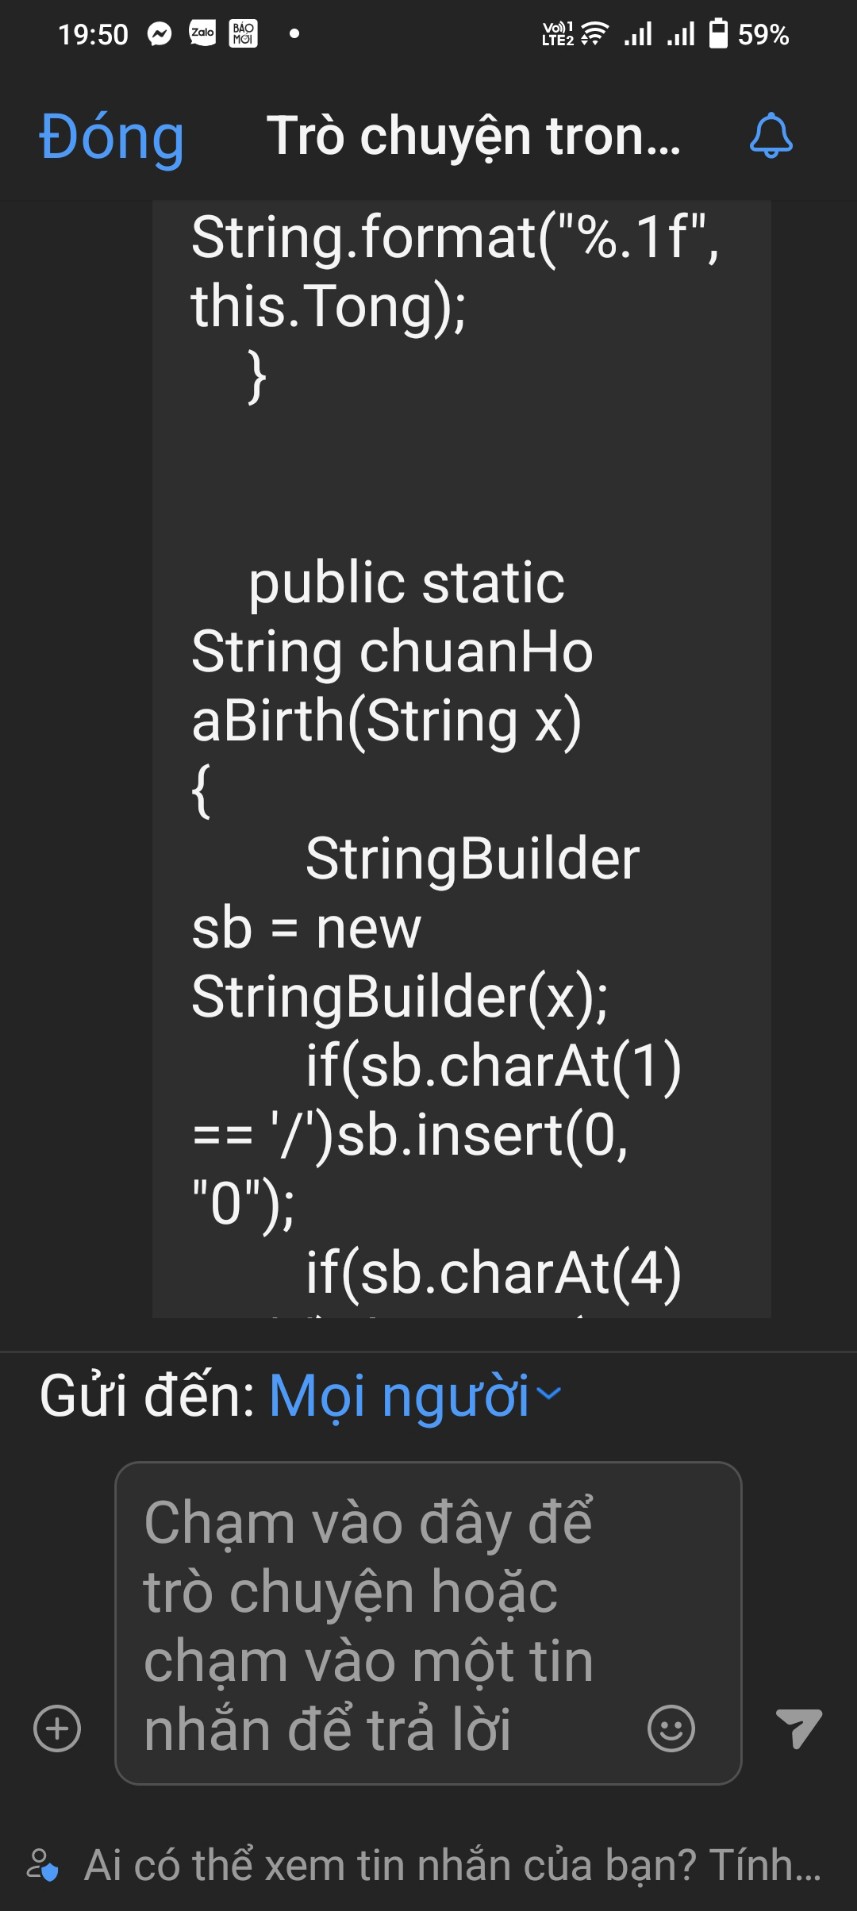 19:50 Zalo BÁO MỚI Vo)) 1 LTE2 59%
Đóng Trò chuyện tron...
String.format("%.1f",
this.Tong);
}
public static
String chuanHo
aBirth(String x)
{
StringBuilder
sb = new
StringBuilder(x);
if(sb.charAt(1)
== '/')sb.insert(0,
"0");
if(sb.charAt(4)
Gửi đến: Mọi người
Chạm vào đây để
trò chuyện hoặc
chạm vào một tin
nhắn để trả lời
Ai có thể xem tin nhắn của bạn? Tính...